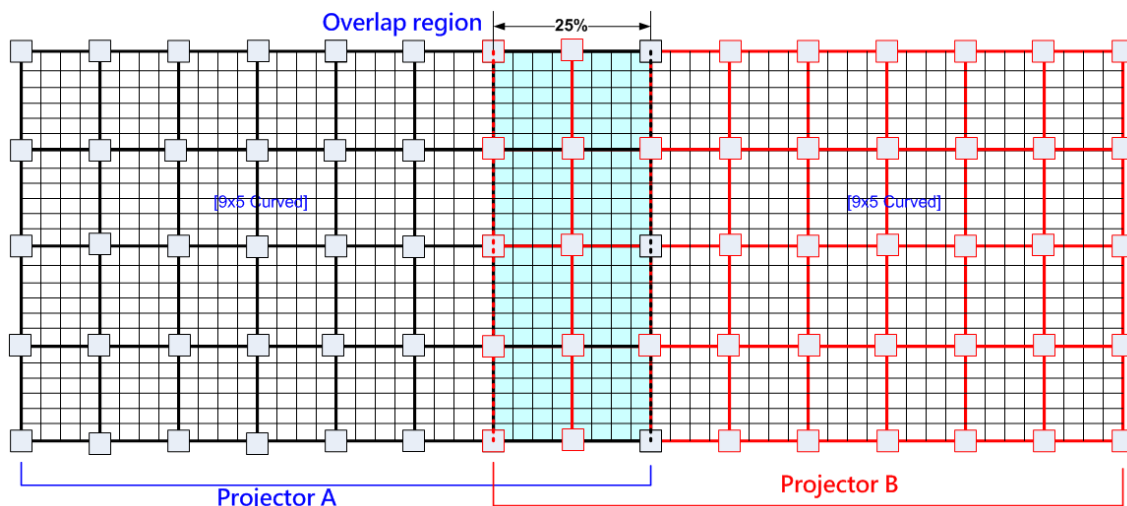 Overlap region
25%
[9x5 Curved]
[9x5 Curved]
Projector A
Projector B